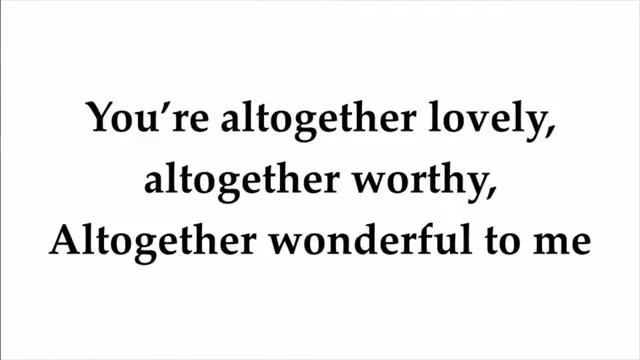 You're altogether lovely,
altogether worthy,
Altogether wonderful to me